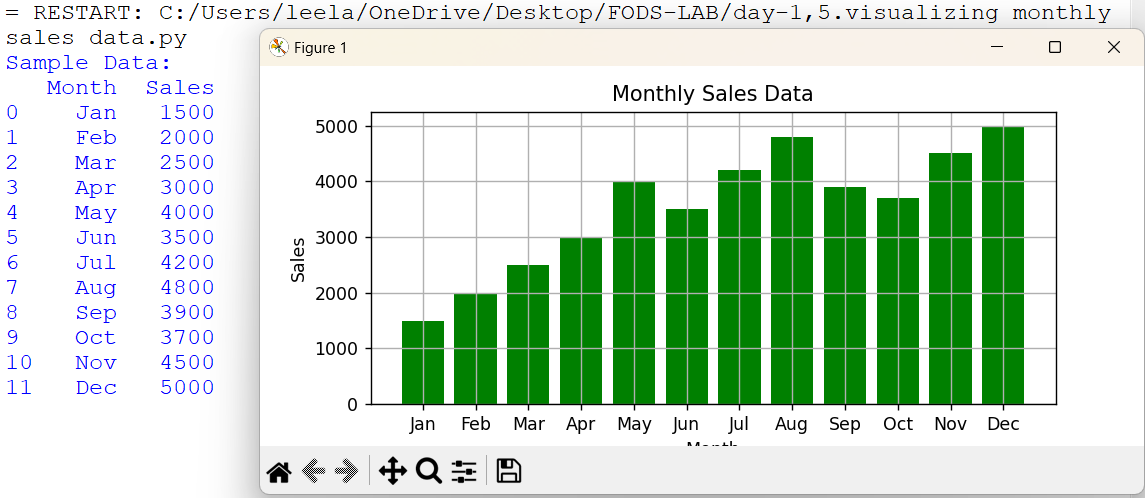 = RESTART: C:/Users/leela/OneDrive/Desktop/FODS-LAB/day-1,5.visualizing monthly
sales data.py
Sample Data:
Month Sales
0 Jan 1500
1 Feb 2000
2 Mar 2500
3 Apr 3000
4 May 4000
5 Jun 3500
6 Jul 4200
7 Aug 4800
8 Sep 3900
9 Oct 3700
10 Nov 4500
11 Dec 5000
Figure 1
Monthly Sales Data
Sales
5000
4000
3000
2000
1000
0
Jan Feb Mar Apr May Jun Jul Aug Sep Oct Nov Dec
Month